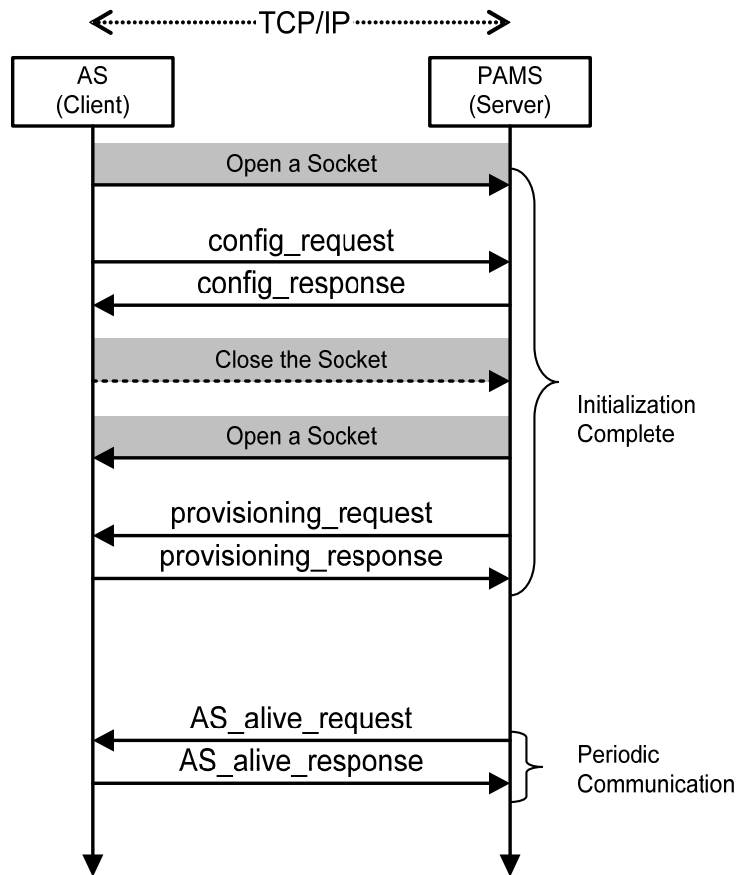 TCP/IP
AS
(Client)
PAMS
(Server)
Open a Socket
config_request
config_response
Close the Socket
Open a Socket
Initialization
Complete
provisioning_request
provisioning_response
AS_alive_request
AS_alive_response
Periodic
Communication